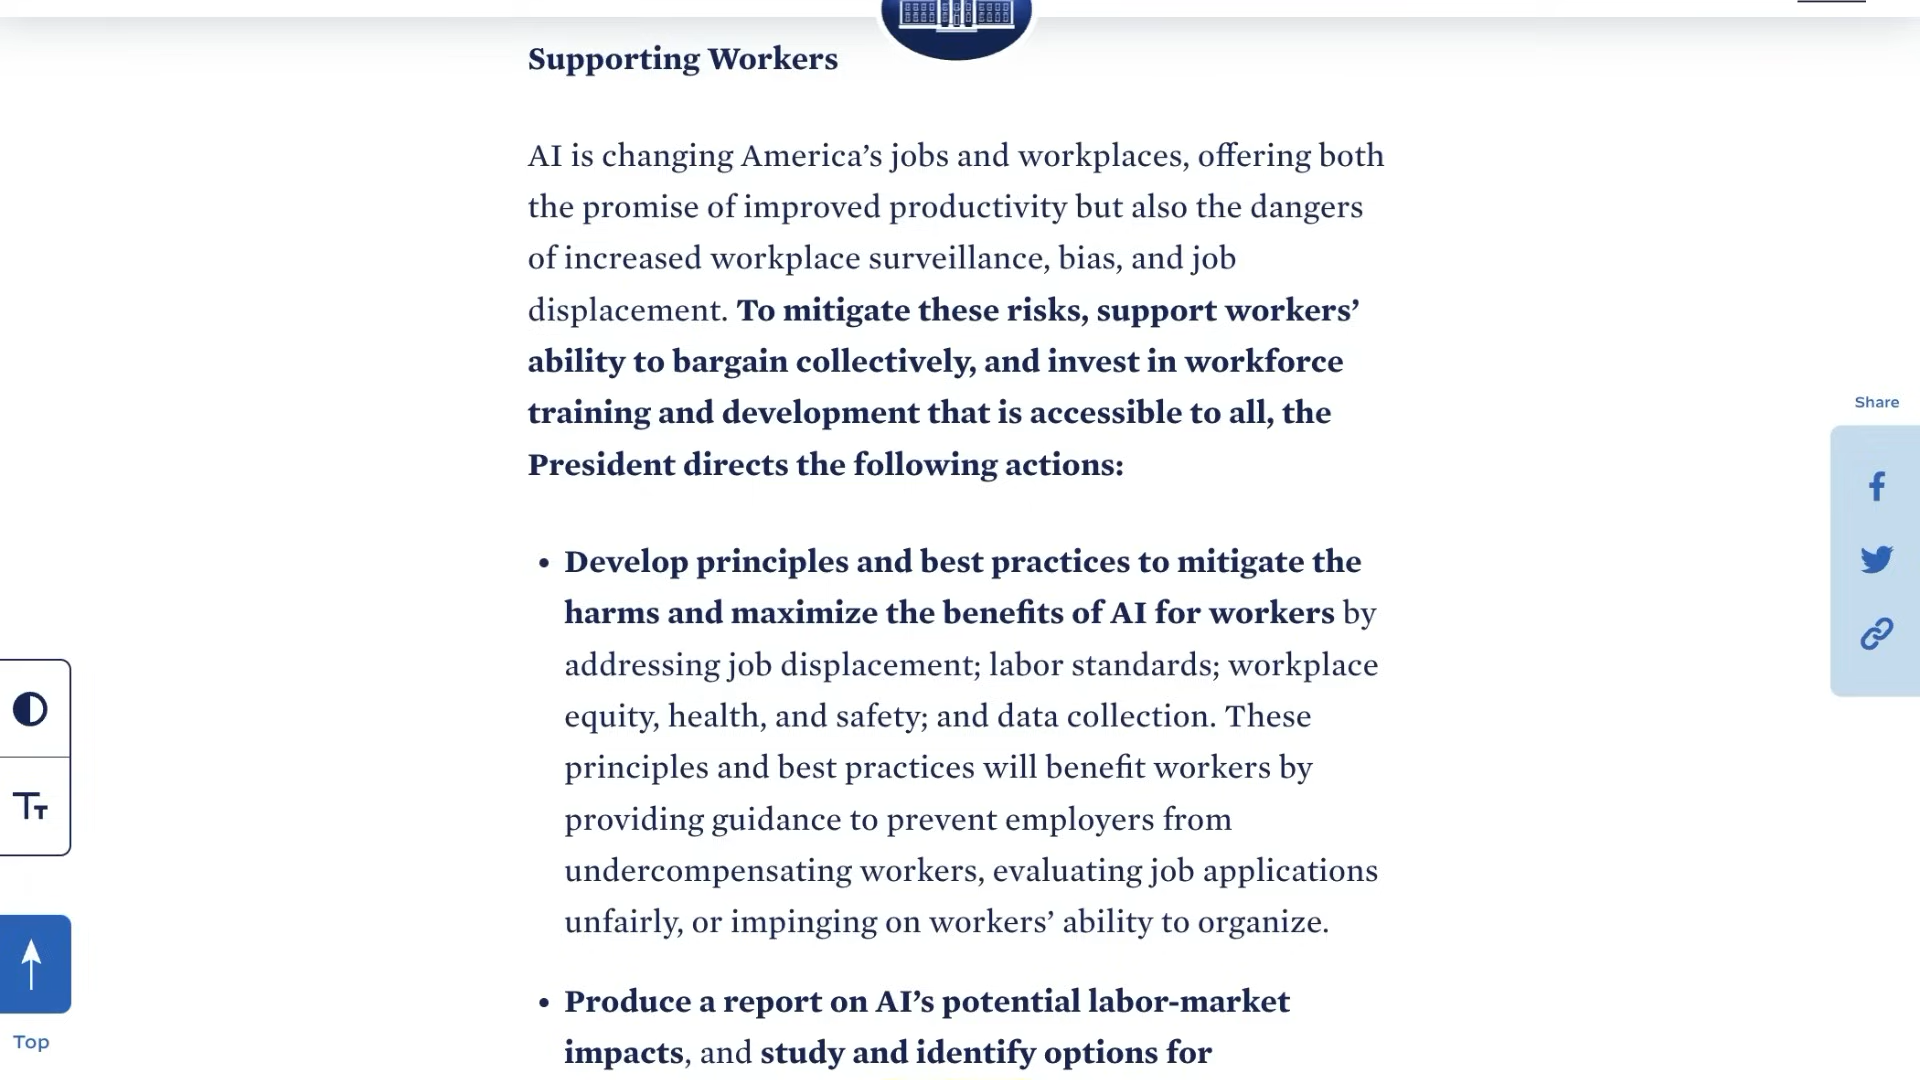 Supporting Workers
AI is changing America’s jobs and workplaces, offering both
the promise of improved productivity but also the dangers
of increased workplace surveillance, bias, and job
displacement. To mitigate these risks, support workers’
ability to bargain collectively, and invest in workforce
training and development that is accessible to all, the
President directs the following actions:
• Develop principles and best practices to mitigate the
harms and maximize the benefits of AI for workers by
addressing job displacement; labor standards; workplace
equity, health, and safety; and data collection. These
principles and best practices will benefit workers by
providing guidance to prevent employers from
undercompensating workers, evaluating job applications
unfairly, or impinging on workers’ ability to organize.
• Produce a report on AI’s potential labor-market
impacts, and study and identify options for
Share
TT
Top